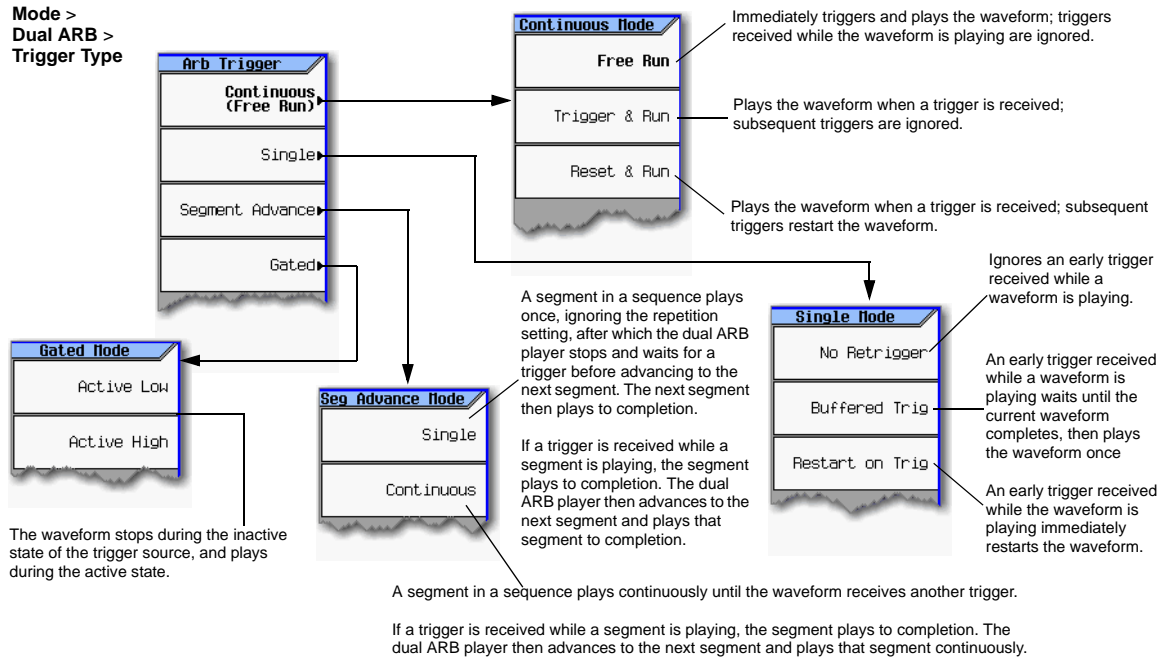 Mode >
Dual ARB >
Trigger Type
Arb Trigger
Continuous
(Free Run)
Single
Segment Advance
Gated
Continuous Mode
Free Run
Trigger & Run
Reset & Run
Immediately triggers and plays the waveform; triggers
received while the waveform is playing are ignored.
Plays the waveform when a trigger is received;
subsequent triggers are ignored.
Plays the waveform when a trigger is received; subsequent
triggers restart the waveform.
Gated Mode
Active Low
Active High
The waveform stops during the inactive
state of the trigger source, and plays
during the active state.
Seg Advance Mode
Single
Continuous
A segment in a sequence plays
once, ignoring the repetition
setting, after which the dual ARB
player stops and waits for a
trigger before advancing to the
next segment. The next segment
then plays to completion.
If a trigger is received while a
segment is playing, the segment
plays to completion. The dual
ARB player then advances to the
next segment and plays that
segment to completion.
Single Mode
No Retrigger
Buffered Trig
Restart on Trig
Ignores an early trigger
received while a
waveform is playing.
An early trigger received
while a waveform is
playing waits until the
current waveform
completes, then plays
the waveform once
An early trigger received
while the waveform is
playing immediately
restarts the waveform.
A segment in a sequence plays continuously until the waveform receives another trigger.
If a trigger is received while a segment is playing, the segment plays to completion. The
dual ARB player then advances to the next segment and plays that segment continuously.